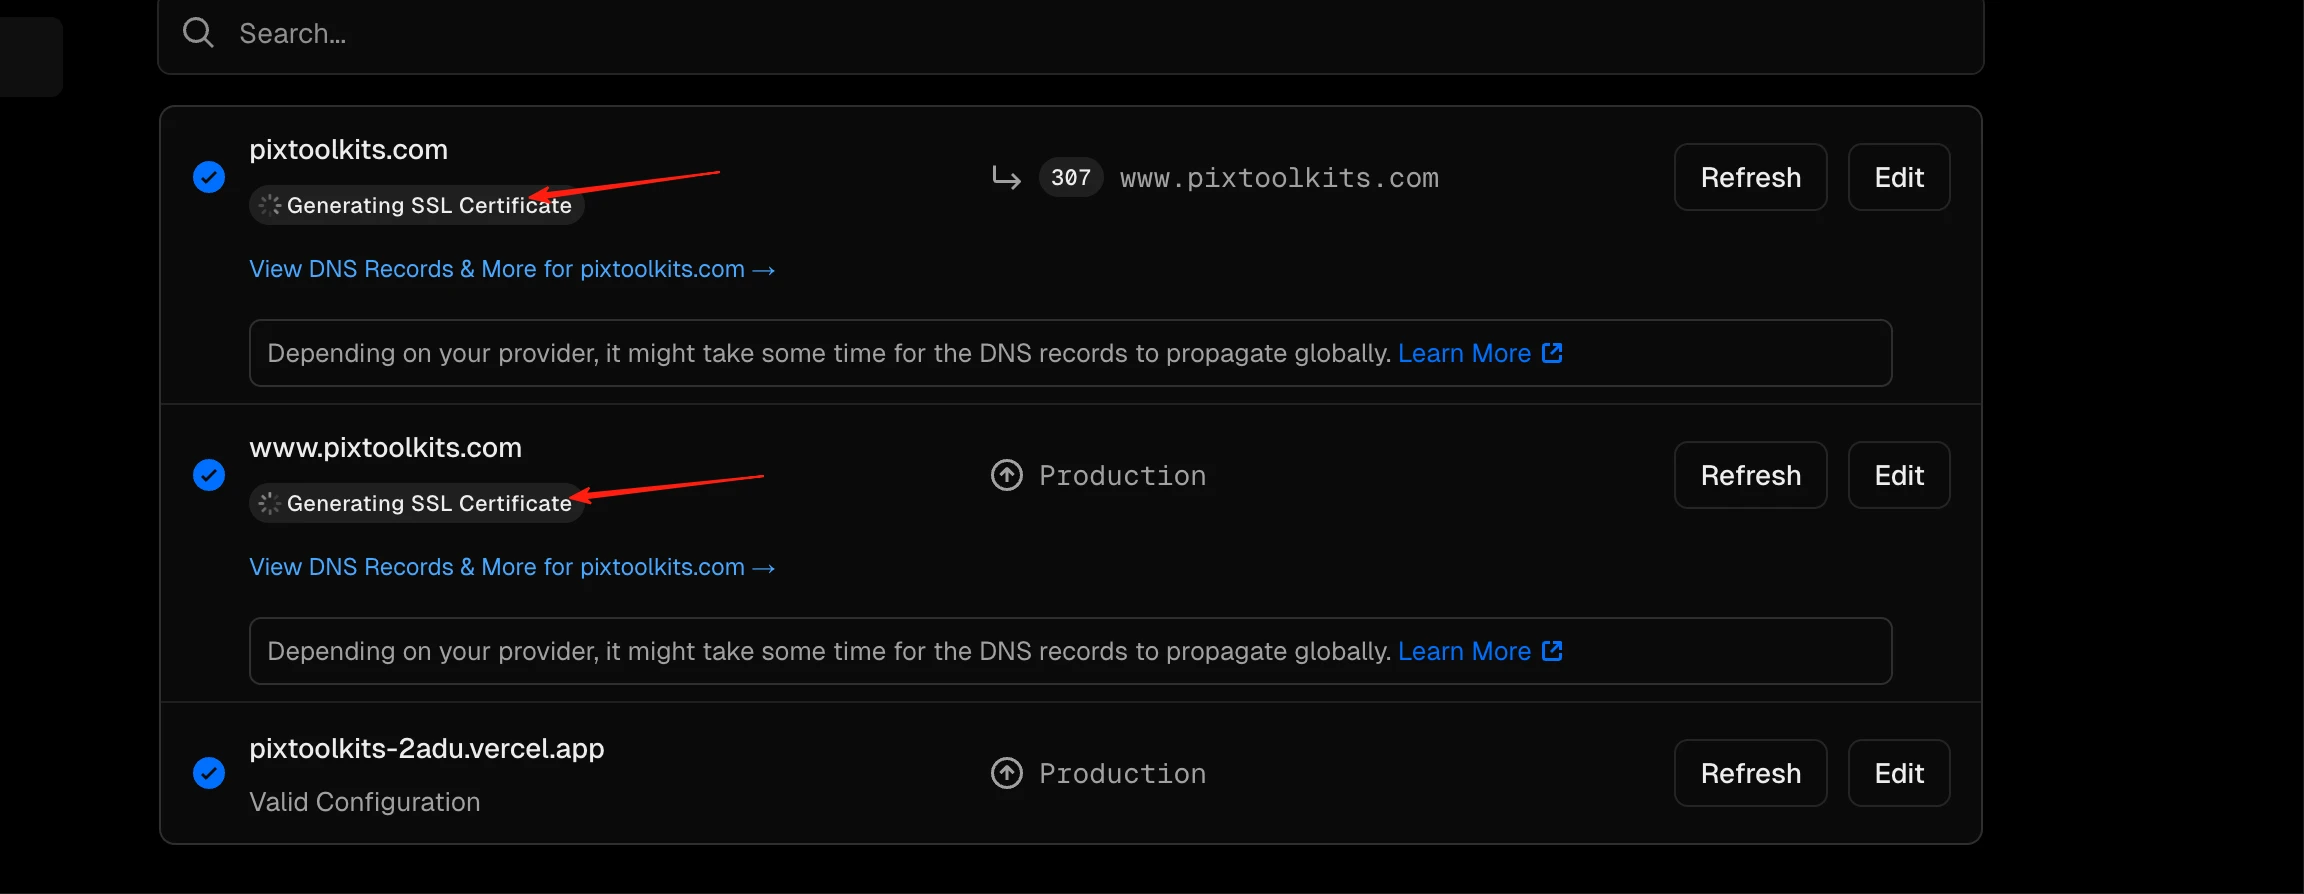 Search...
pixtoolkits.com
307 www.pixtoolkits.com
Refresh
Edit
Generating SSL Certificate
View DNS Records & More for pixtoolkits.com →
Depending on your provider, it might take some time for the DNS records to propagate globally. Learn More
www.pixtoolkits.com
Production
Refresh
Edit
Generating SSL Certificate
View DNS Records & More for pixtoolkits.com →
Depending on your provider, it might take some time for the DNS records to propagate globally. Learn More
pixtoolkits-2adu.vercel.app
Production
Refresh
Edit
Valid Configuration